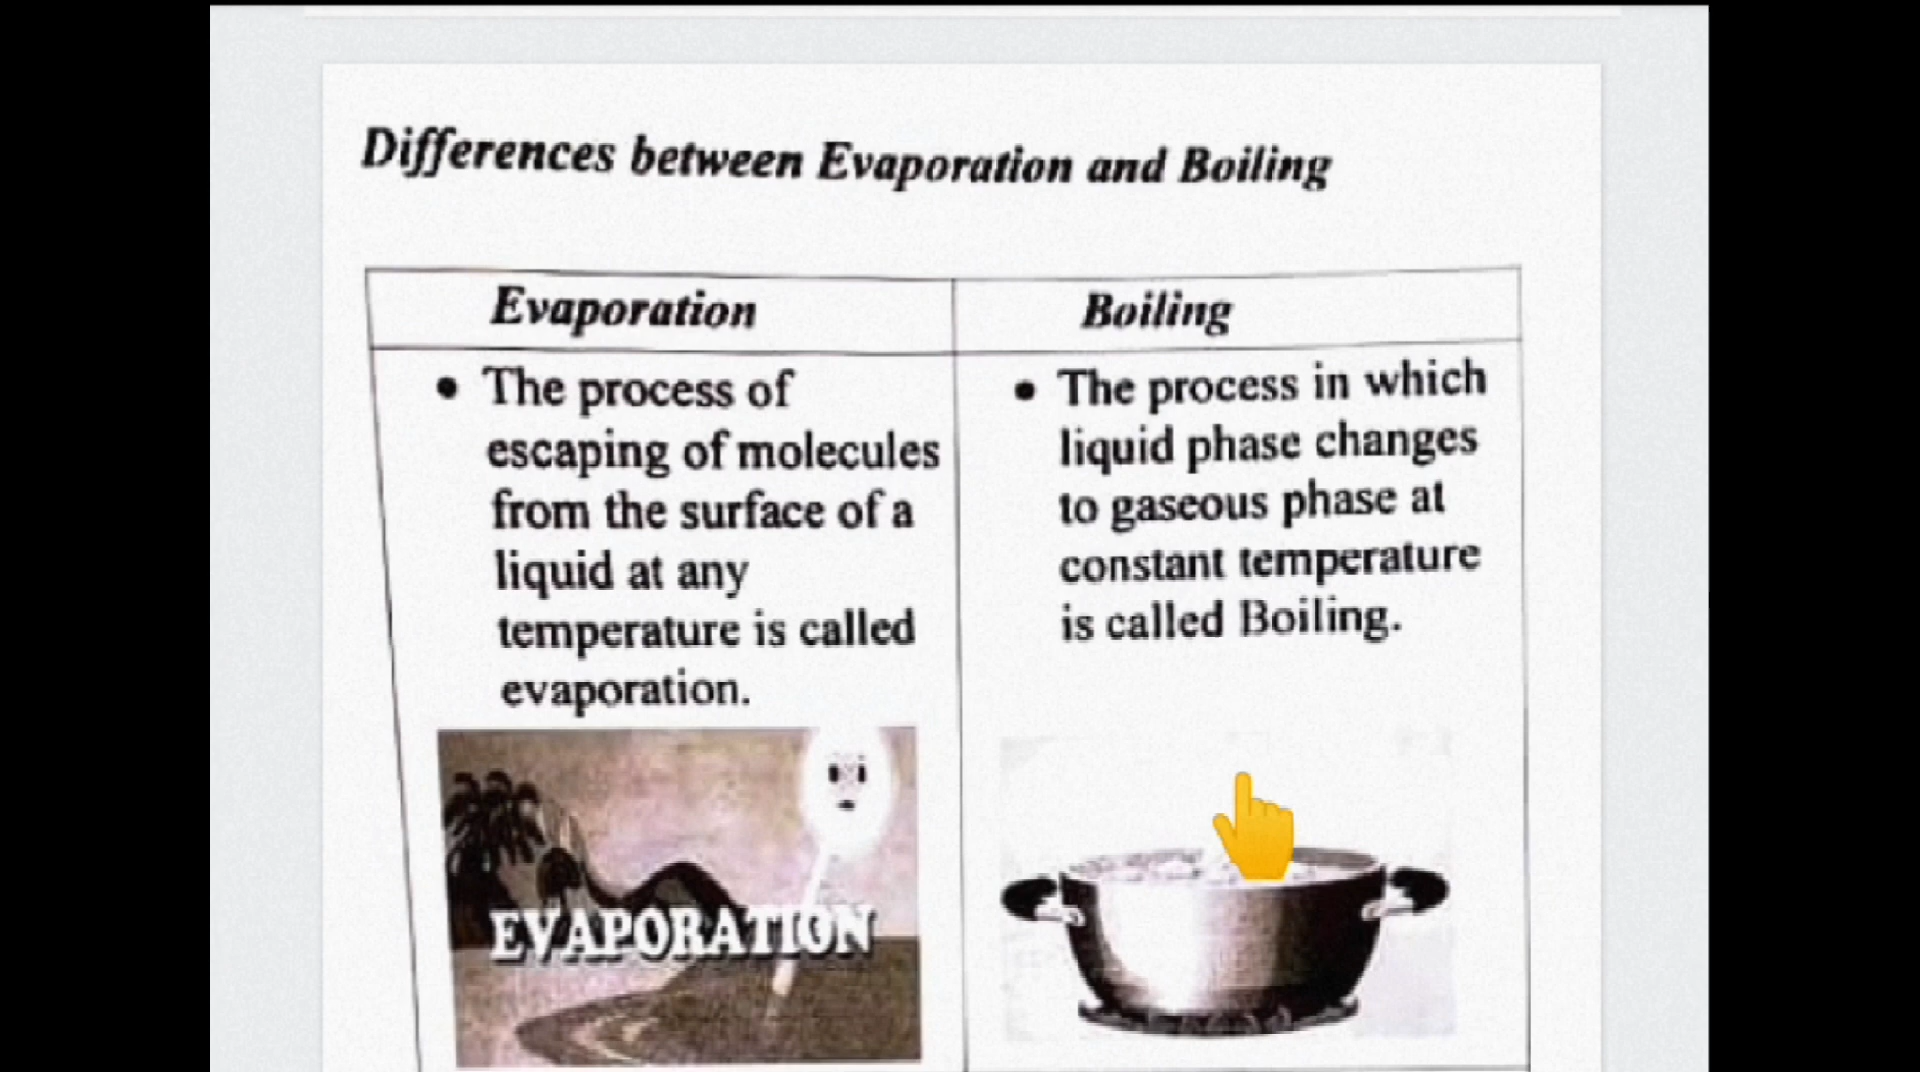 Differences between Evaporation and Boiling
Evaporation
The process of
escaping of molecules
from the surface of a
liquid at any
temperature is called
evaporation.
EVAPORATION
Boiling
The process in which
liquid phase changes
to gaseous phase at
constant temperature
is called Boiling.